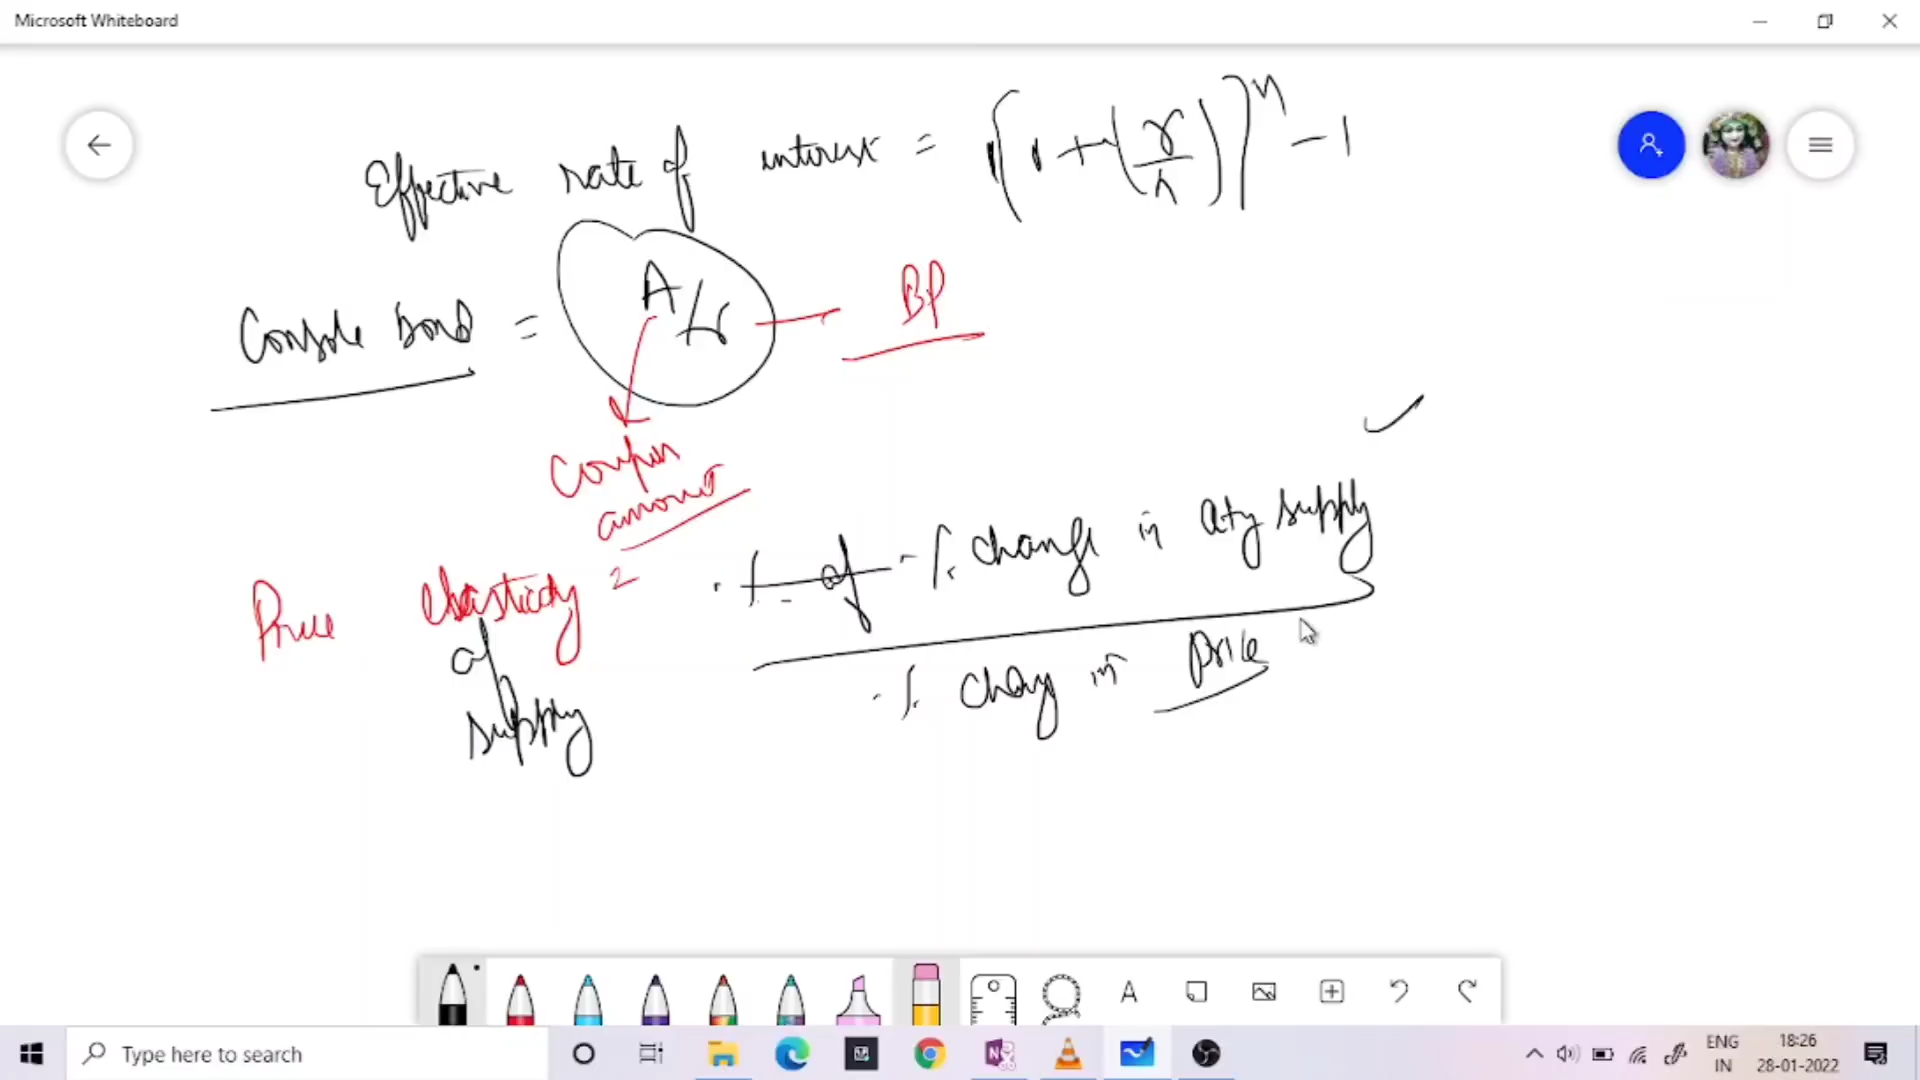 Microsoft Whiteboard
Effective rate of interest = [1 + (r/n)]^n - 1
Console bond = A/r — BP
Coupon
amount
Price elasticity = % of % change in Qty supply
of
supply
% chang in price
Type here to search
ENG
IN
18:26
28-01-2022